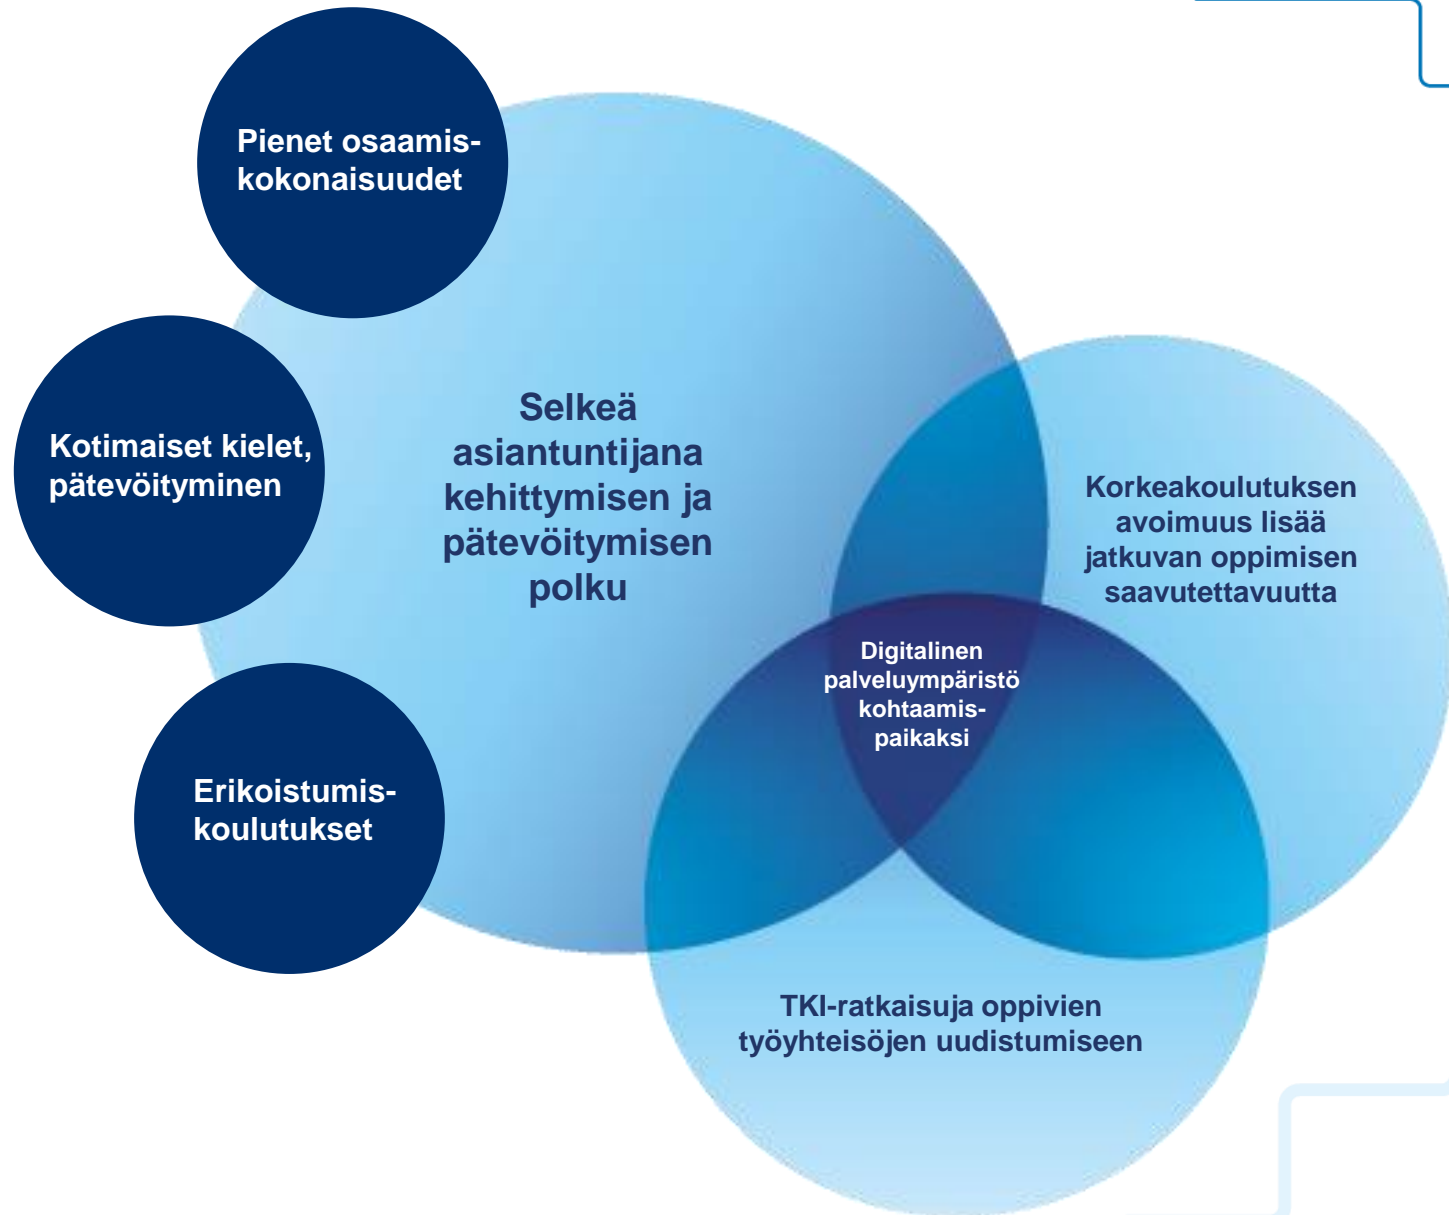 Pienet osaamis-
kokonaisuudet
Kotimaiset kielet,
pätevöityminen
Erikoistumis-
koulutukset
Selkeä
asiantuntijana
kehittymisen ja
pätevöitymisen
polku
Korkeakoulutuksen
avoimuus lisää
jatkuvan oppimisen
saavutettavuutta
Digitalinen
palveluympäristö
kohtaamis-
paikaksi
TKI-ratkaisuja oppivien
työyhteisöjen uudistumiseen